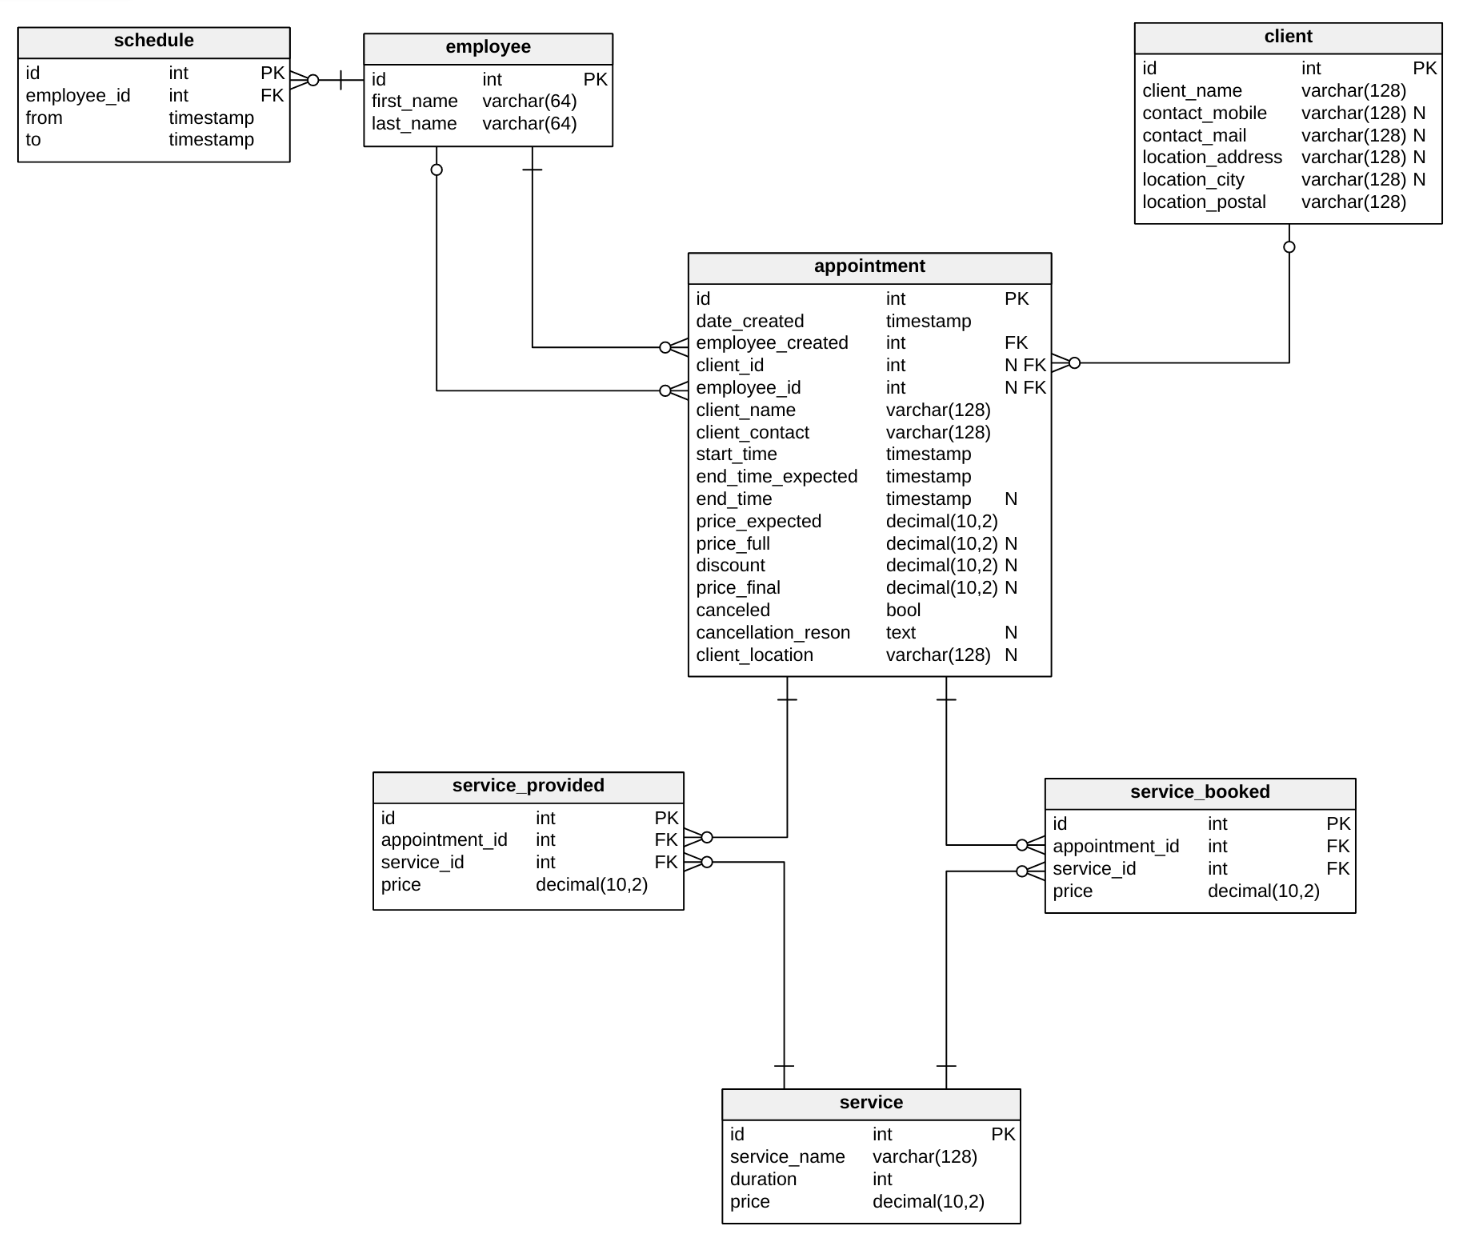 schedule
id int PK
employee_id int FK
from timestamp
to timestamp
employee
id int PK
first_name varchar(64)
last_name varchar(64)
client
id int PK
client_name varchar(128)
contact_mobile varchar(128) N
contact_mail varchar(128) N
location_address varchar(128) N
location_city varchar(128) N
location_postal varchar(128)
appointment
id int PK
date_created timestamp
employee_created int FK
client_id int N FK
employee_id int N FK
client_name varchar(128)
client_contact varchar(128)
start_time timestamp
end_time_expected timestamp
end_time timestamp N
price_expected decimal(10,2)
price_full decimal(10,2) N
discount decimal(10,2) N
price_final decimal(10,2) N
canceled bool
cancellation_reson text N
client_location varchar(128) N
service_provided
id int PK
appointment_id int FK
service_id int FK
price decimal(10,2)
service_booked
id int PK
appointment_id int FK
service_id int FK
price decimal(10,2)
service
id int PK
service_name varchar(128)
duration int
price decimal(10,2)